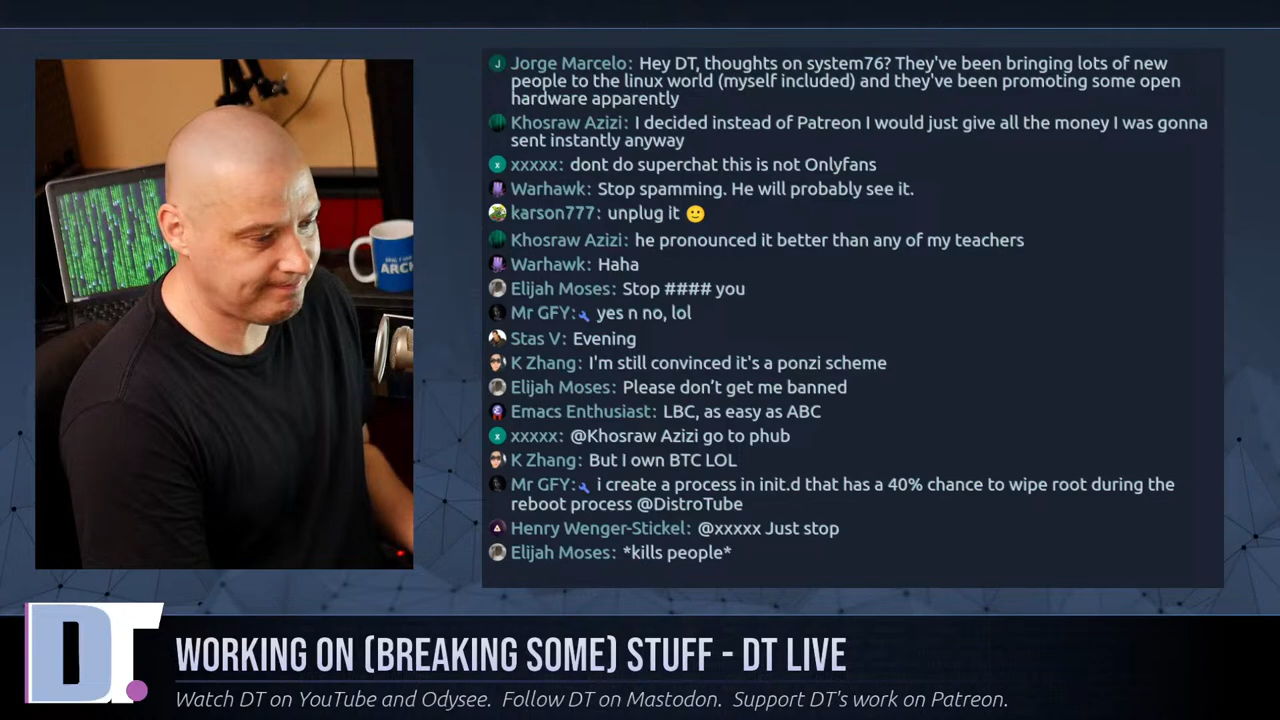 J Jorge Marcelo: Hey DT, thoughts on system76? They've been bringing lots of new
people to the linux world (myself included) and they've been promoting some open
hardware apparently
Khosraw Azizi: I decided instead of Patreon I would just give all the money I was gonna
sent instantly anyway
x xxxxx: dont do superchat this is not Onlyfans
Warhawk: Stop spamming. He will probably see it.
karson777: unplug it 🙂
Khosraw Azizi: he pronounced it better than any of my teachers
Warhawk: Haha
Elijah Moses: Stop #### you
Mr GFY: yes n no, lol
Stas V: Evening
K Zhang: I'm still convinced it's a ponzi scheme
Elijah Moses: Please don’t get me banned
Emacs Enthusiast: LBC, as easy as ABC
x xxxxx: @Khosraw Azizi go to phub
K Zhang: But I own BTC LOL
Mr GFY: i create a process in init.d that has a 40% chance to wipe root during the
reboot process @DistroTube
Henry Wenger-Stickel: @xxxxx Just stop
Elijah Moses: *kills people*
ARCH
DT.
WORKING ON (BREAKING SOME) STUFF - DT LIVE
Watch DT on YouTube and Odysee. Follow DT on Mastodon. Support DT's work on Patreon.